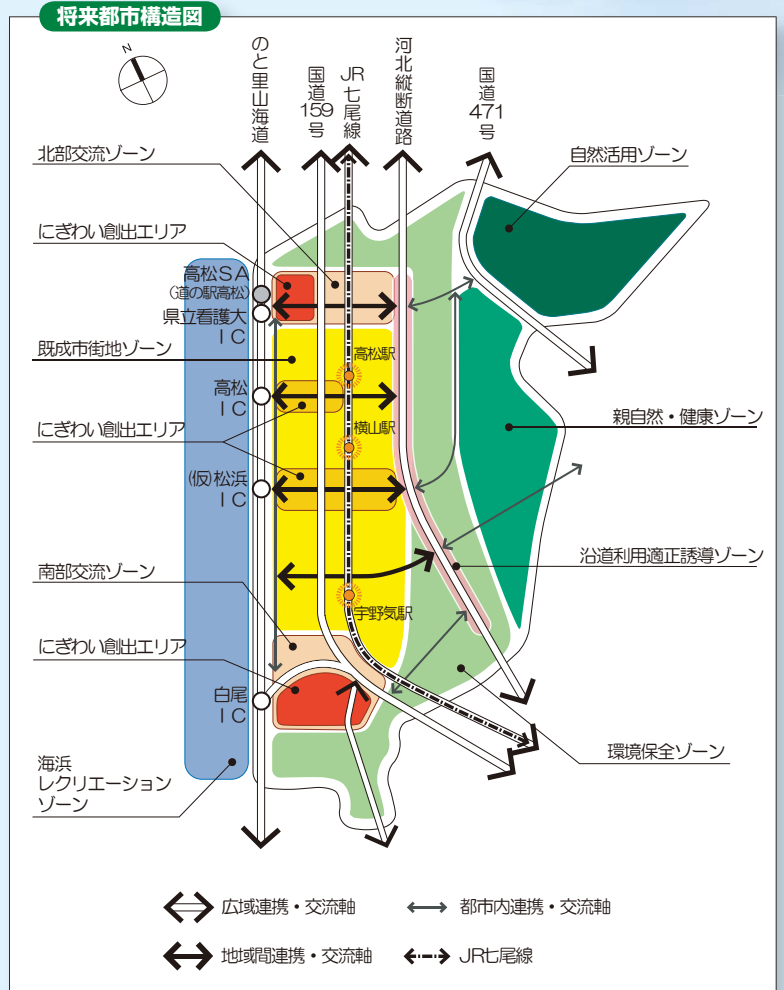 将来都市構造図
N
のと里山海道
国道159号
JR七尾線
河北縦断道路
国道471号
北部交流ゾーン
自然活用ゾーン
にぎわい創出エリア
高松SA
(道の駅高松)
県立看護大
IC
既成市街地ゾーン
高松駅
高松
IC
にぎわい創出エリア
横山駅
親自然・健康ゾーン
(仮)松浜
IC
沿道利用適正誘導ゾーン
南部交流ゾーン
宇野気駅
にぎわい創出エリア
白尾
IC
環境保全ゾーン
海浜
レクリエーション
ゾーン
広域連携・交流軸
都市内連携・交流軸
地域間連携・交流軸
JR七尾線